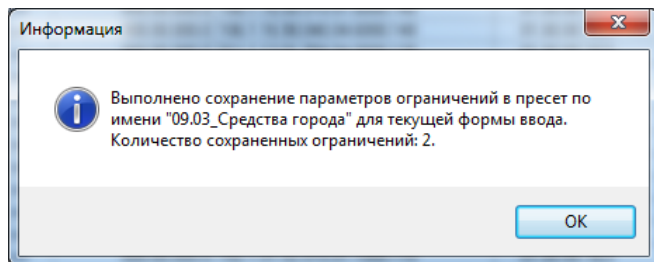 Информация
Выполнено сохранение параметров ограничений в пресет по
имени "09.03_Средства города" для текущей формы ввода.
Количество сохраненных ограничений: 2.
OK